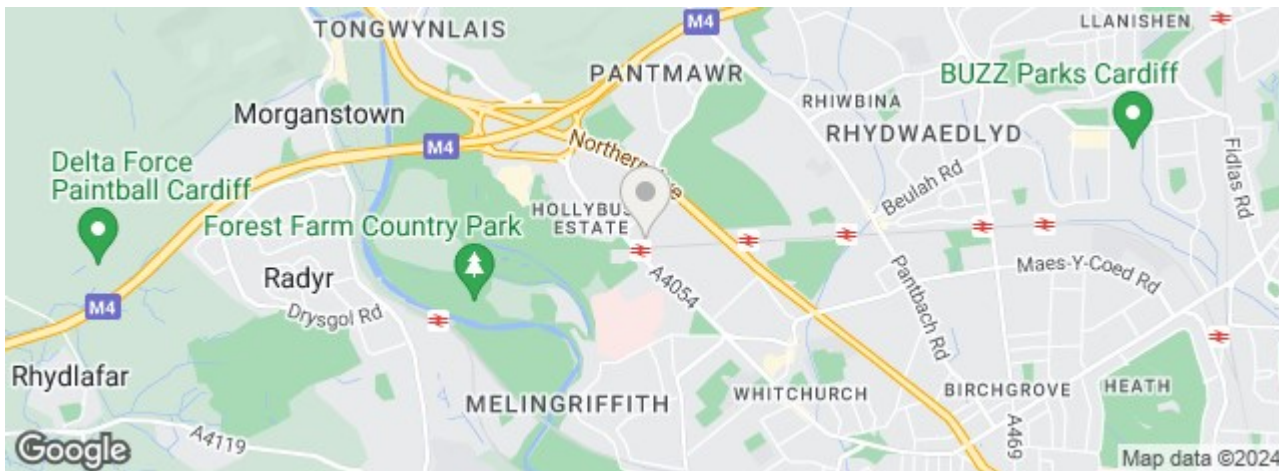 TONGWYNLAIS
M4
LLANISHEN
PANTMAWR
BUZZ Parks Cardiff
RHIWBINA
Morganstown
RHYDWAEDLYD
M4
Northern
ve
Delta Force
Paintball Cardiff
Beulah Rd
Fidlas Rd
HOLLYBUS
ESTATE
Forest Farm Country Park
Radyr
A4054
Maes-Y-Coed Rd
M4
Drysgol Rd
Pantbach Rd
Rhydlafar
WHITCHURCH
BIRCHGROVE
HEATH
MELINGRIFFITH
A4119
A469
Google
Map data ©2024